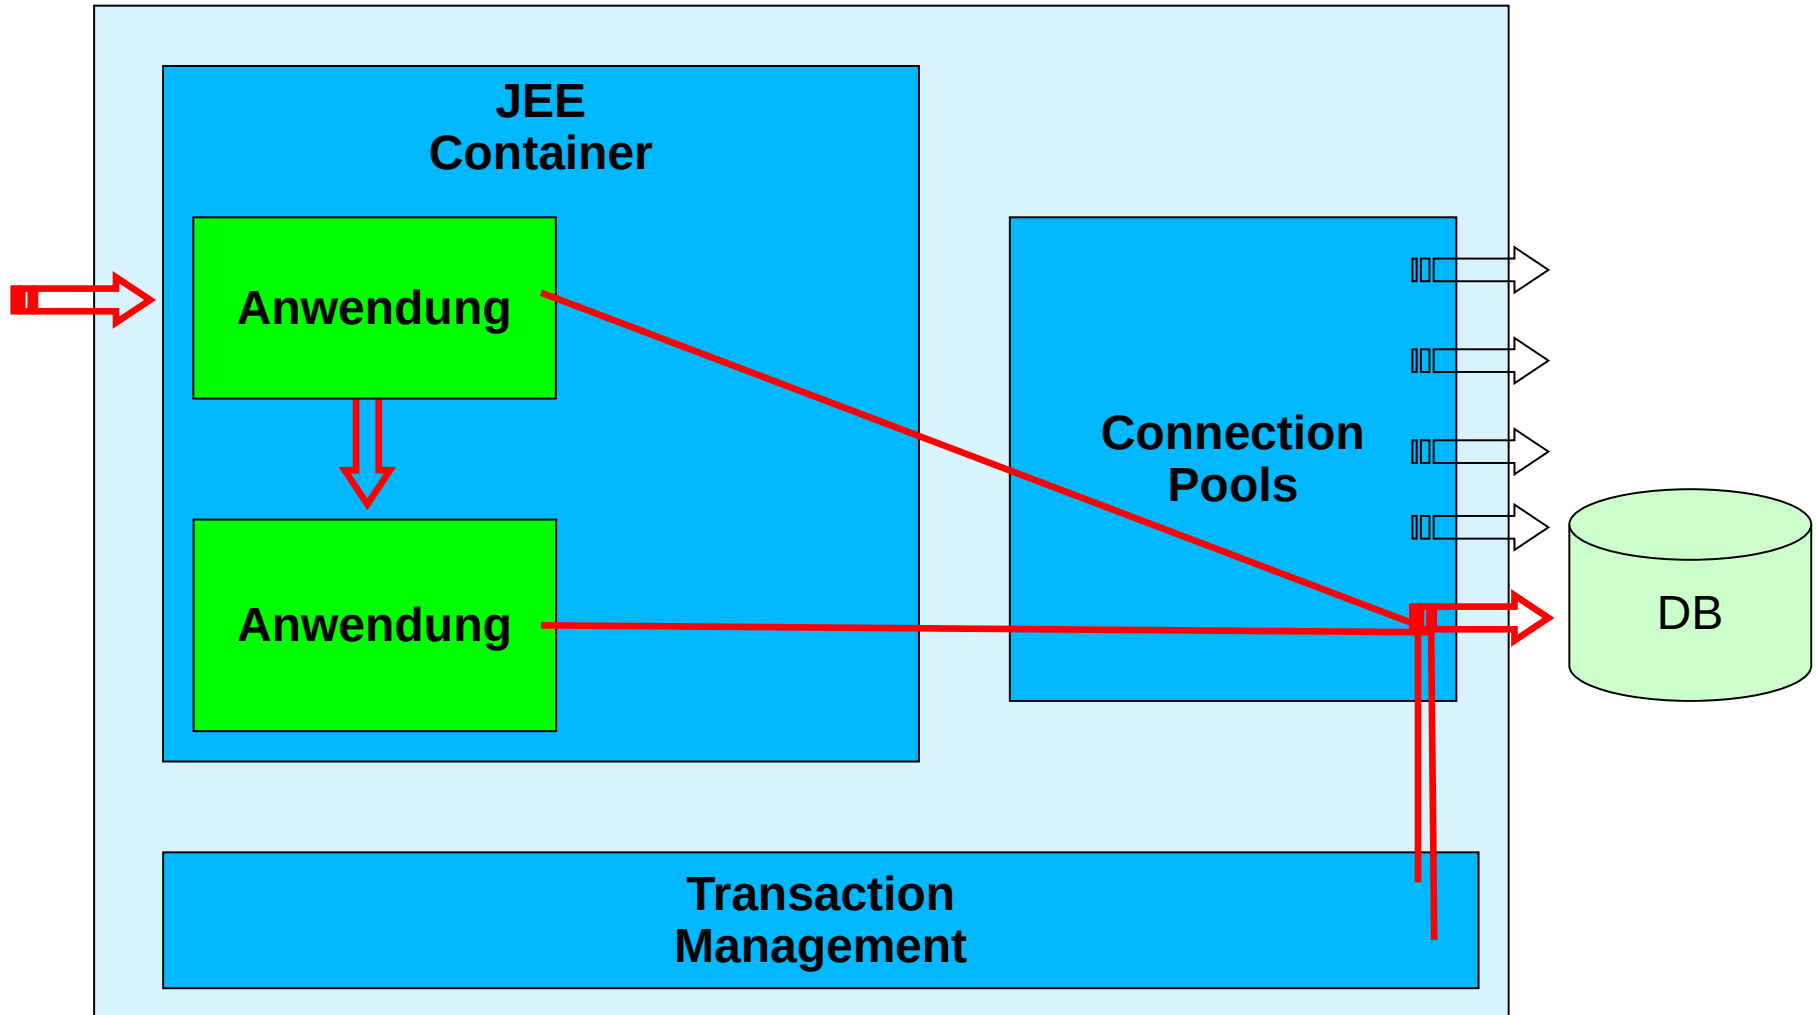 JEE
Container
Anwendung
Connection
Pools
Anwendung
DB
Transaction
Management